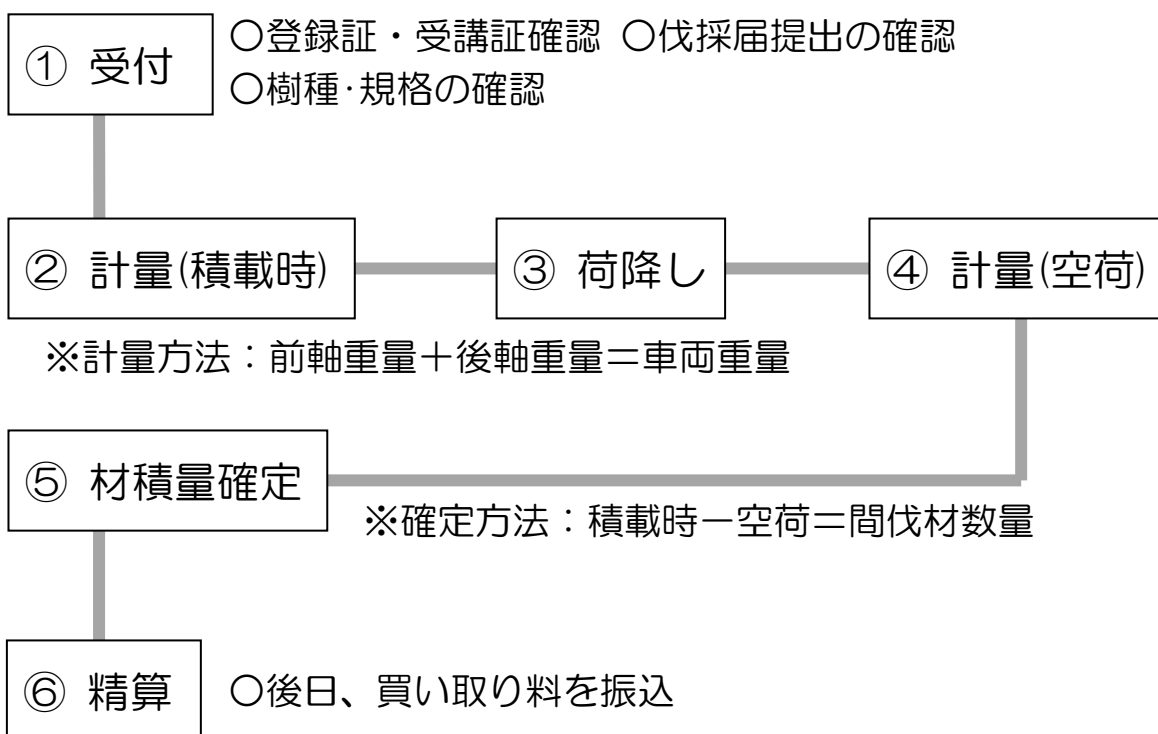 ① 受付
○登録証・受講証確認 ○伐採届提出の確認
○樹種･規格の確認
② 計量(積載時)
③ 荷降し
④ 計量(空荷)
※計量方法：前軸重量＋後軸重量＝車両重量
⑤ 材積量確定
※確定方法：積載時－空荷＝間伐材数量
⑥ 精算
○後日、買い取り料を振込